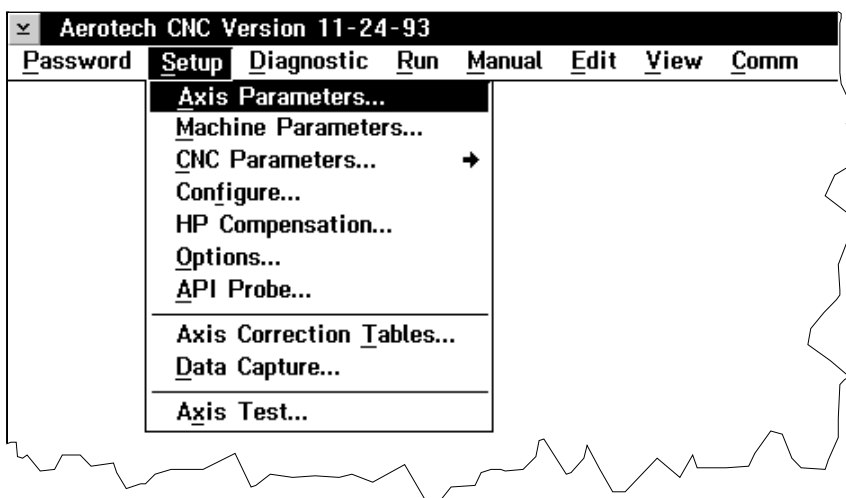 Aerotech CNC Version 11-24-93
Password Setup Diagnostic Run Manual Edit View Comm
Axis Parameters...
Machine Parameters...
CNC Parameters...
Configure...
HP Compensation...
Options...
API Probe...
Axis Correction Tables...
Data Capture...
Axis Test...